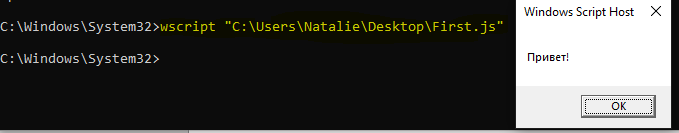 C:\Windows\System32>wscript "C:\Users\Natalie\Desktop\First.js"
C:\Windows\System32>
Windows Script Host
Привет!
OK